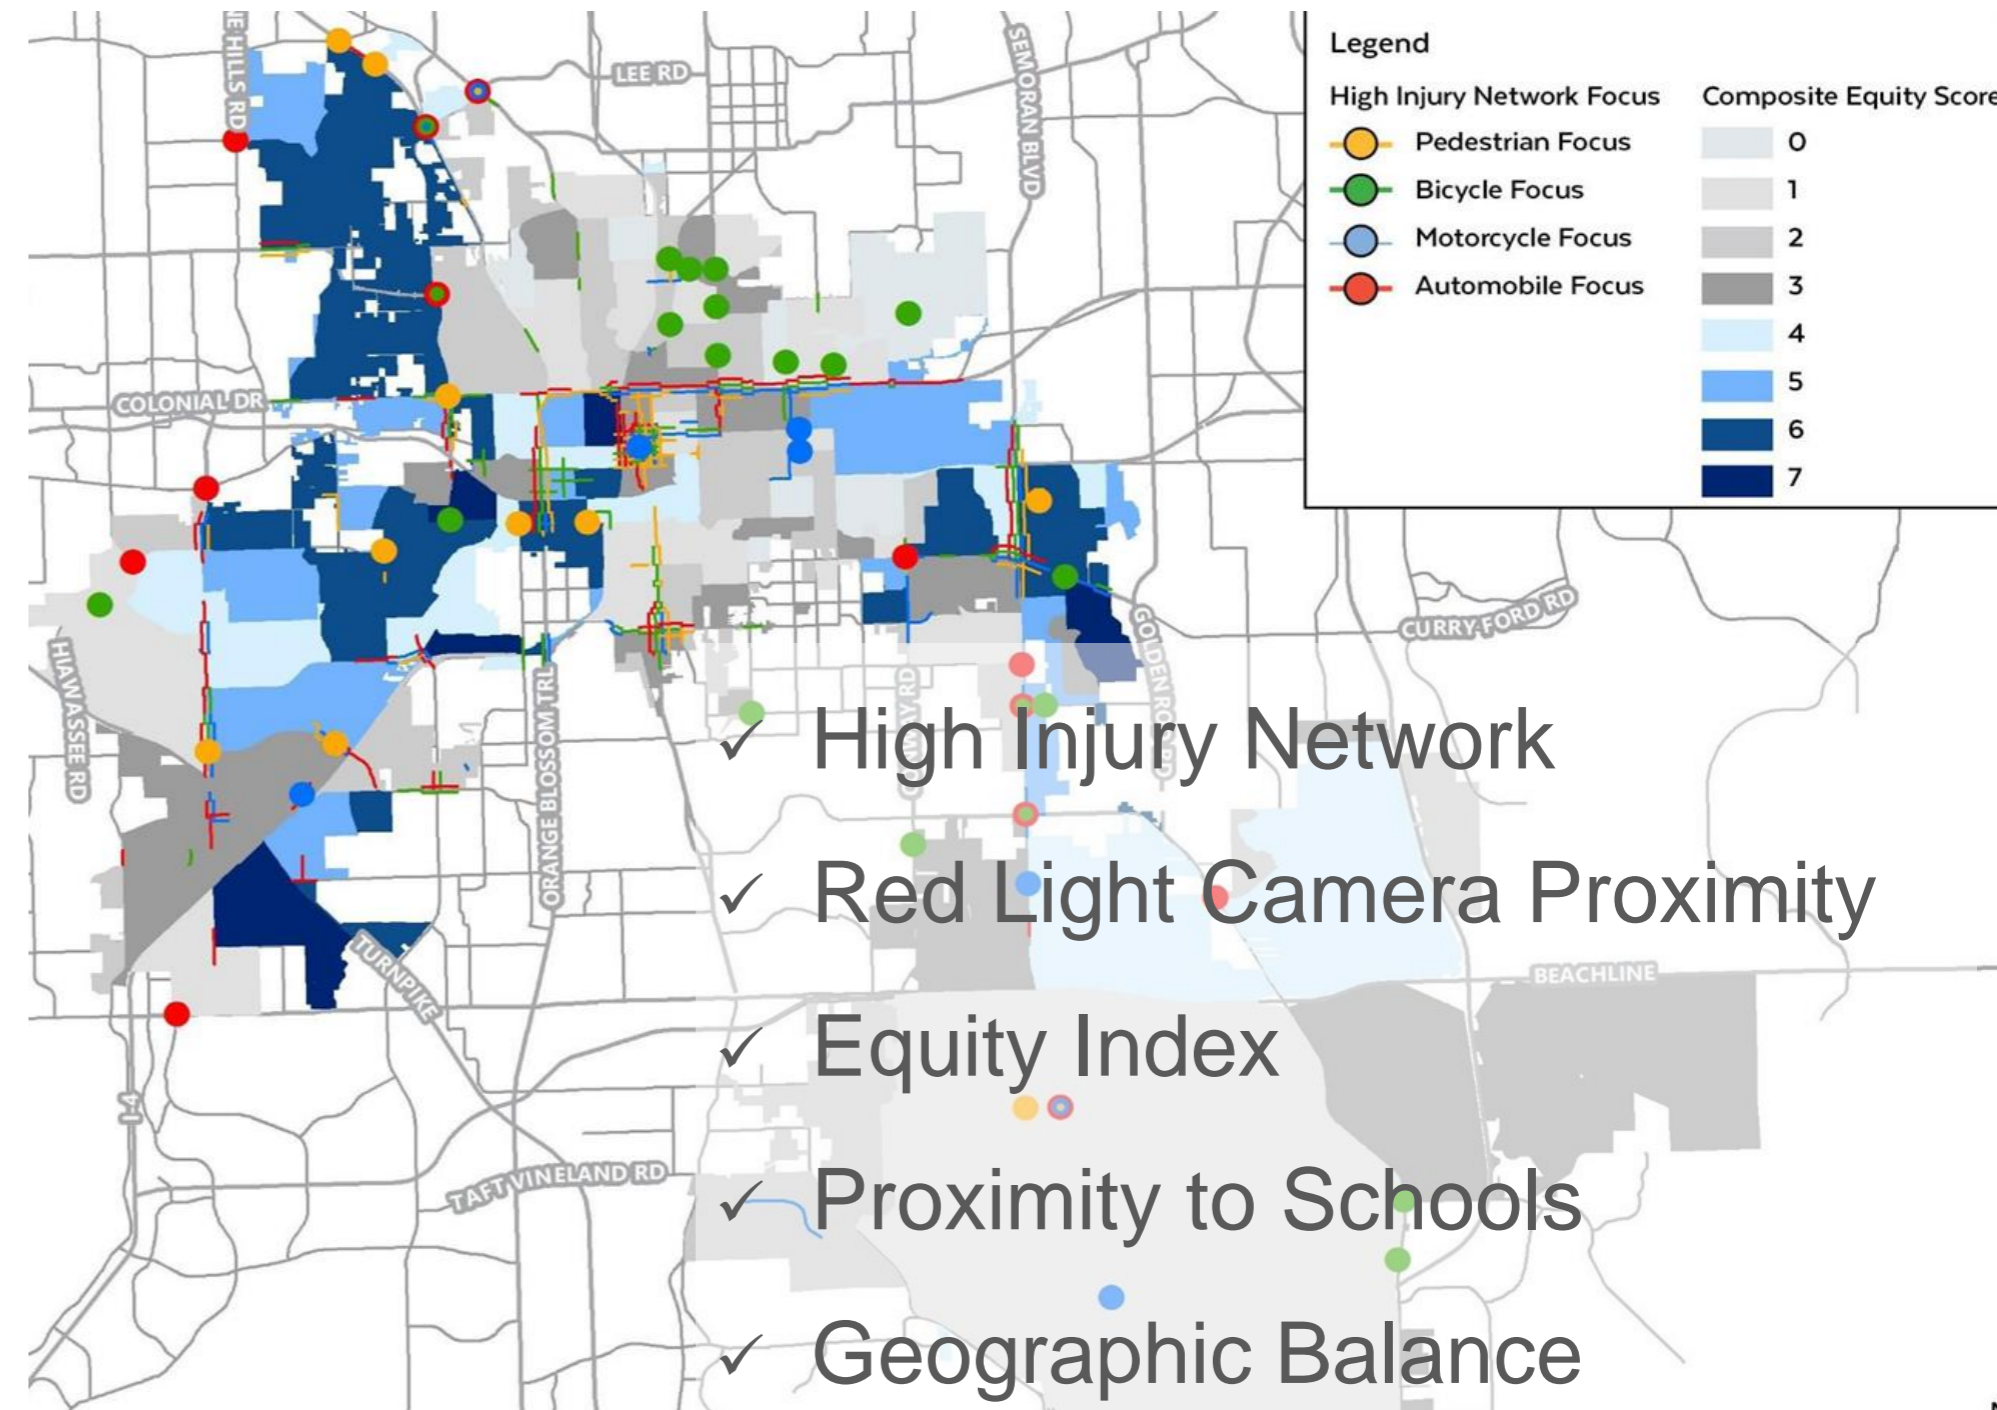 LEE RD
SEMORAN BLVD
E HILLS RD
Legend
High Injury Network Focus
Pedestrian Focus
Bicycle Focus
Motorcycle Focus
Automobile Focus
Composite Equity Score
0
1
2
3
4
5
6
7
COLONIAL DR
CURRY FORD RD
HIAWASSEE RD
ORANGE BLOSSOM TRL
✓ High Injury Network
✓ Red Light Camera Proximity
TURNPIKE
BEACHLINE
✓ Equity Index
I-4
TAFT VINELAND RD
✓ Proximity to Schools
✓ Geographic Balance